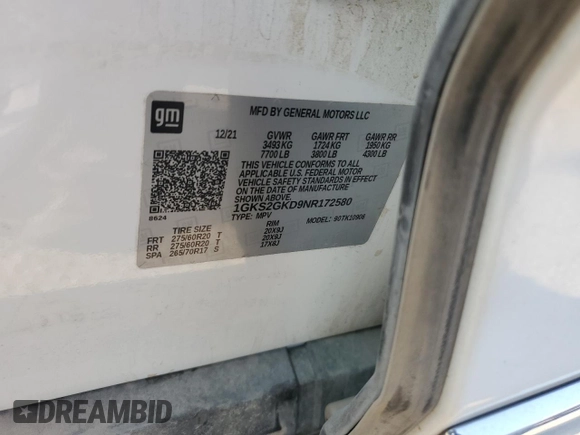 gm
MFD BY GENERAL MOTORS LLC
12/21 GVWR GAWR FRT GAWR RR
3493 KG 1724 KG 1950 KG
7700 LB 3800 LB 4300 LB
THIS VEHICLE CONFORMS TO ALL
APPLICABLE U.S. FEDERAL MOTOR
VEHICLE SAFETY STANDARDS IN
EFFECT ON THE DATE OF MANUFACTURE
SHOWN ABOVE.
1GKS2GKD9NR172580
TYPE: MPV MODEL:
8624
TIRE SIZE RIM
FRT 275/60R20 T 20X9J
RR 275/60R20 T 20X9J
SPA 265/70R17 S 17X8J
DREAMBID